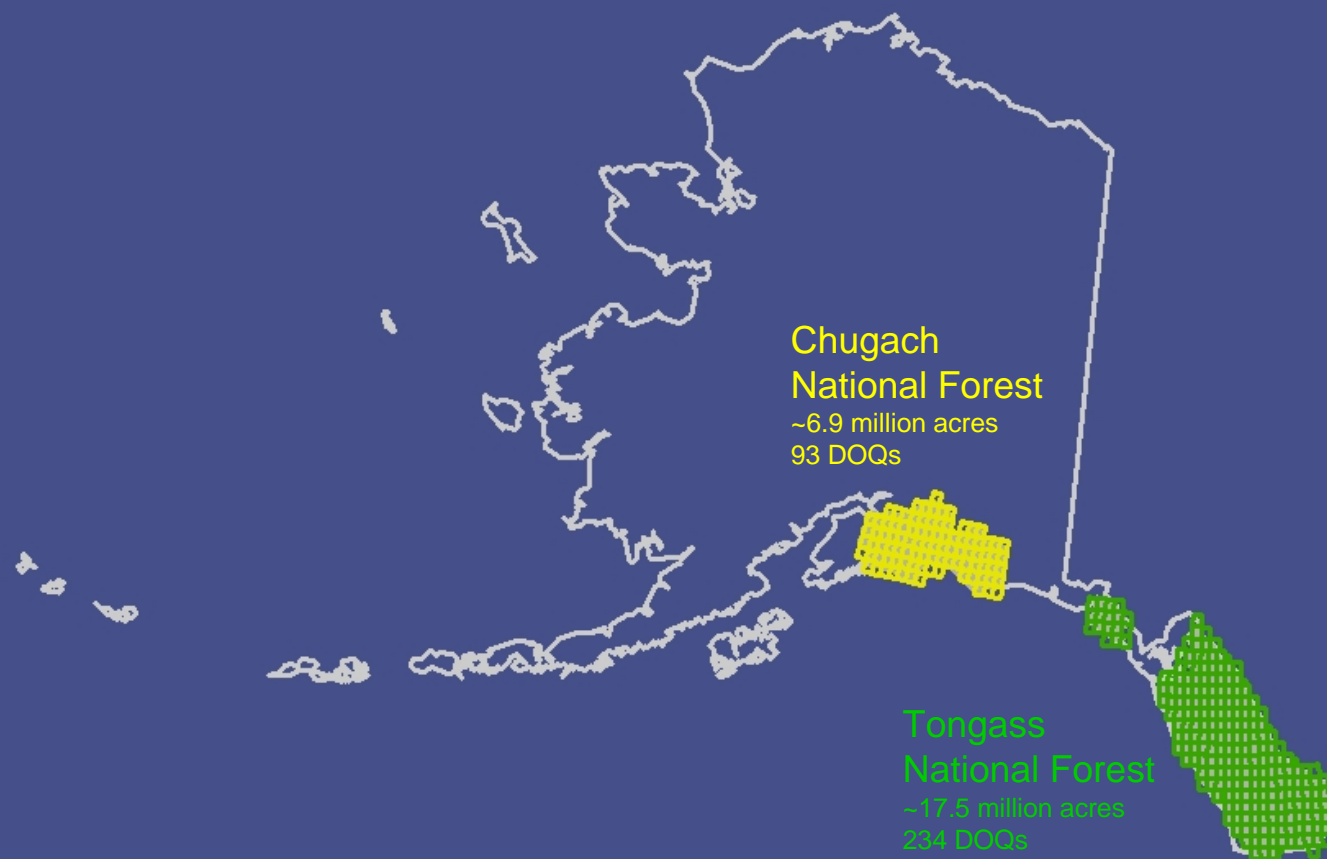 Chugach
National Forest
~6.9 million acres
93 DOQs
Tongass
National Forest
~17.5 million acres
234 DOQs